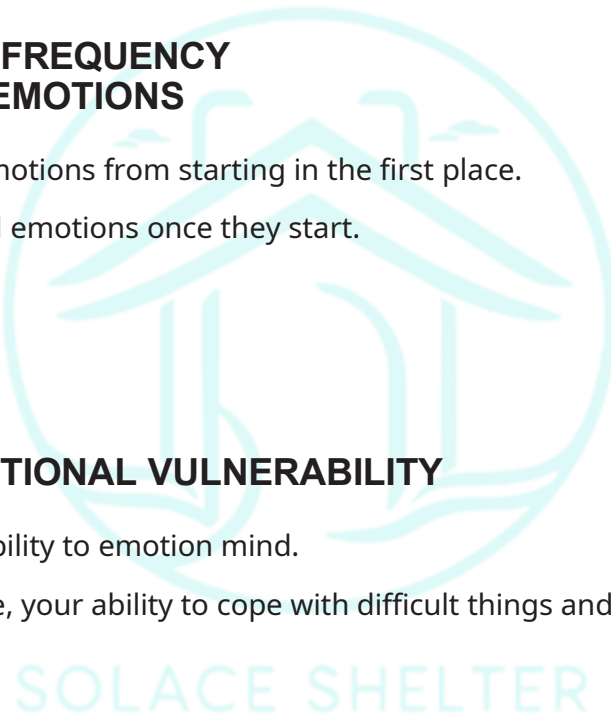 FREQUENCY
EMOTIONS
motions from starting in the first place.
emotions once they start.
TIONAL VULNERABILITY
bility to emotion mind.
, your ability to cope with difficult things and
SOLACE SHELTER